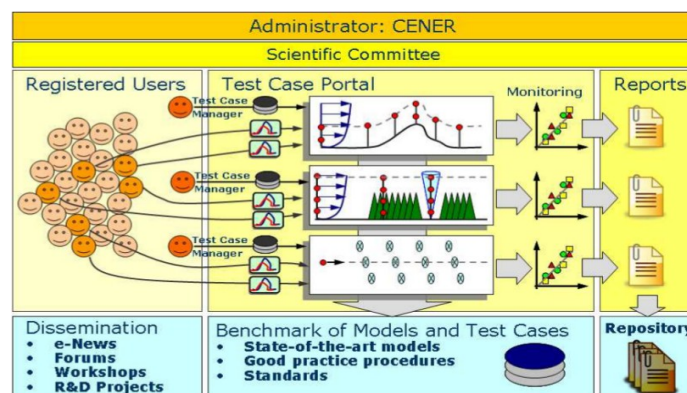 Administrator: CENER
Scientific Committee
Registered Users
Test Case Portal
Reports
Test Case
Manager
Monitoring
Test Case
Manager
Test Case
Manager
Dissemination
• e-News
• Forums
• Workshops
• R&D Projects
Benchmark of Models and Test Cases
• State-of-the-art models
• Good practice procedures
• Standards
Repository